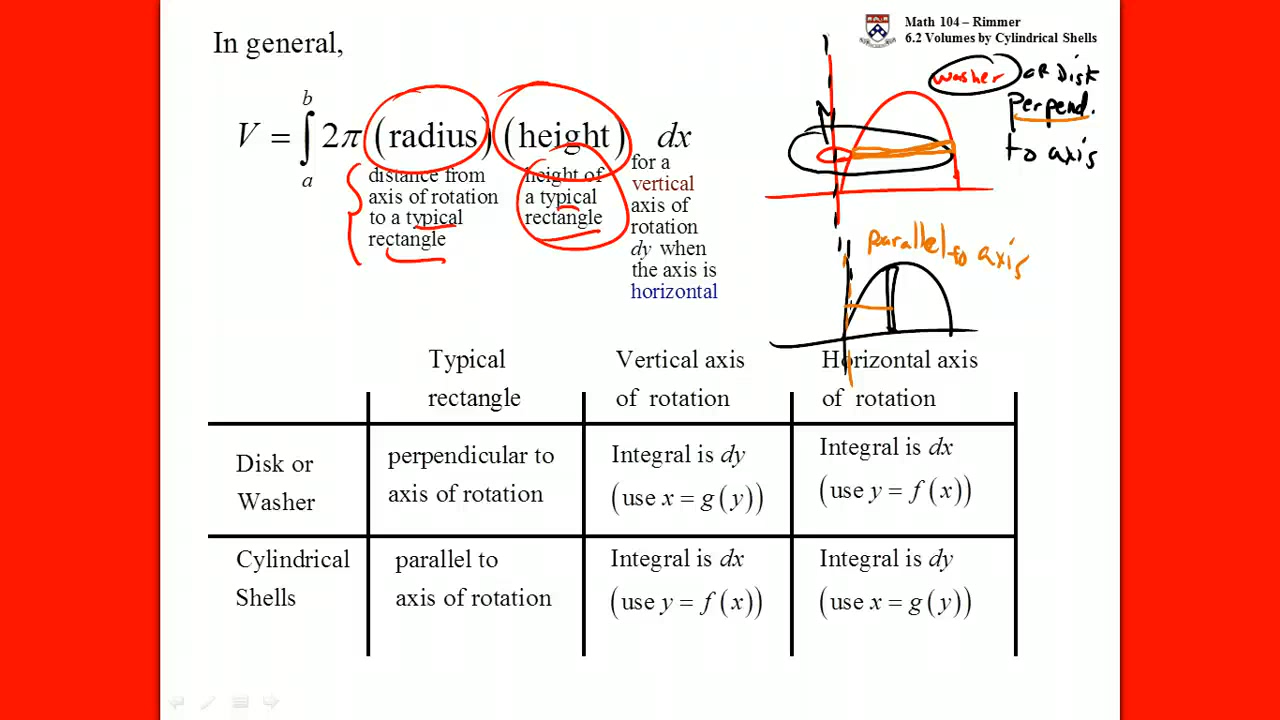 In general,
Math 104 – Rimmer
6.2 Volumes by Cylindrical Shells
washer OR Disk
perpend.
to axis
b
V = ∫ 2π (radius) (height) dx
a
distance from
axis of rotation
to a typical
rectangle
height of
a typical
rectangle
for a
vertical
axis of
rotation
dy when
the axis is
horizontal
parallel to axis
Typical
rectangle
Vertical axis
of rotation
Horizontal axis
of rotation
Disk or
Washer
perpendicular to
axis of rotation
Integral is dy
(use x = g(y))
Integral is dx
(use y = f(x))
Cylindrical
Shells
parallel to
axis of rotation
Integral is dx
(use y = f(x))
Integral is dy
(use x = g(y))